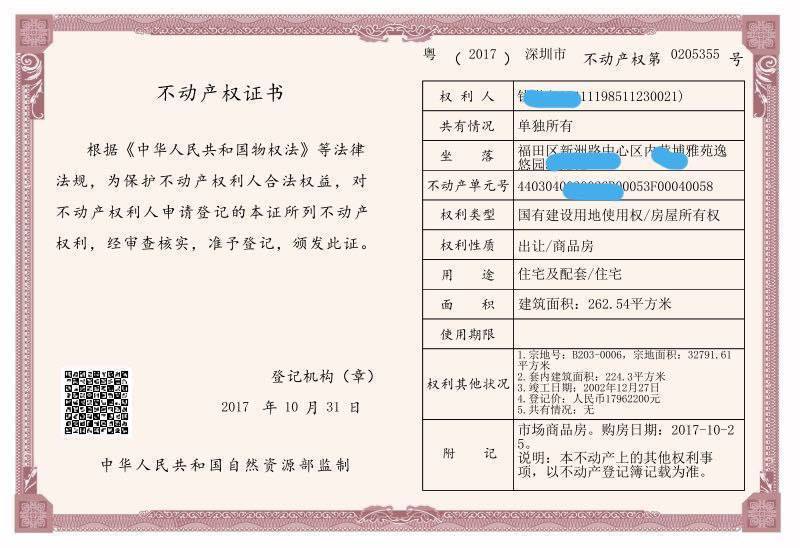 粤（2017）深圳市 不动产权第 0205355 号
不动产权证书
根据《中华人民共和国物权法》等法律
法规，为保护不动产权利人合法权益，对
不动产权利人申请登记的本证所列不动产
权利，经审查核实，准予登记，颁发此证。
登记机构（章）
2017 年 10 月 31 日
中华人民共和国自然资源部监制
权利人 11198511230021)
共有情况 单独所有
坐落 福田区新洲路中心区内 博雅苑逸
悠园
不动产单元号 4403040 00053F00040058
权利类型 国有建设用地使用权/房屋所有权
权利性质 出让/商品房
用途 住宅及配套/住宅
面积 建筑面积：262.54平方米
使用期限
权利其他状况 1.宗地号：B203-0006，宗地面积：32791.61
平方米
2.套内建筑面积：224.3平方米
3.竣工日期：2002年12月27日
4.登记价：人民币17962200元
5.共有情况：无
附记 市场商品房。购房日期：2017-10-2
5。
说明：本不动产上的其他权利事
项，以不动产登记簿记载为准。